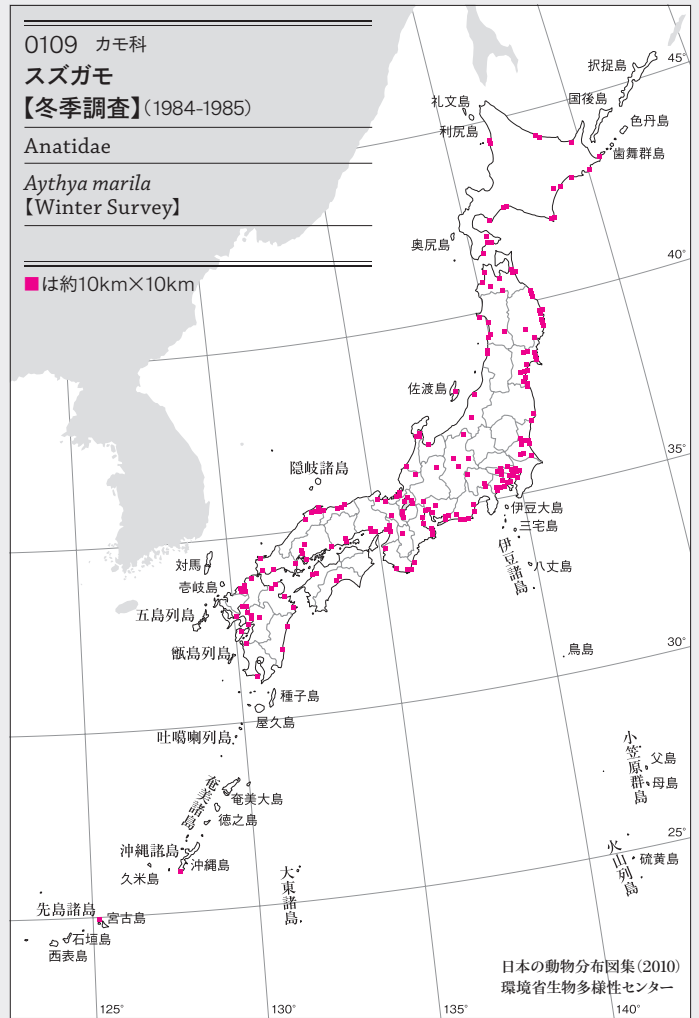 0109 カモ科
スズガモ
【冬季調査】(1984-1985)
Anatidae
Aythya marila
【Winter Survey】
■は約10km×10km
45°
択捉島
国後島
礼文島
利尻島
色丹島
歯舞群島
奥尻島
40°
佐渡島
35°
隠岐諸島
伊豆大島
三宅島
伊豆諸島
八丈島
対馬
壱岐島
五島列島
甑島列島
鳥島
30°
種子島
屋久島
吐噶喇列島
小笠原群島
父島
母島
奄美諸島
奄美大島
徳之島
25°
沖縄諸島
沖縄島
久米島
火山列島
硫黄島
大東諸島
先島諸島
宮古島
石垣島
西表島
日本の動物分布図集(2010)
環境省生物多様性センター
125°
130°
135°
140°